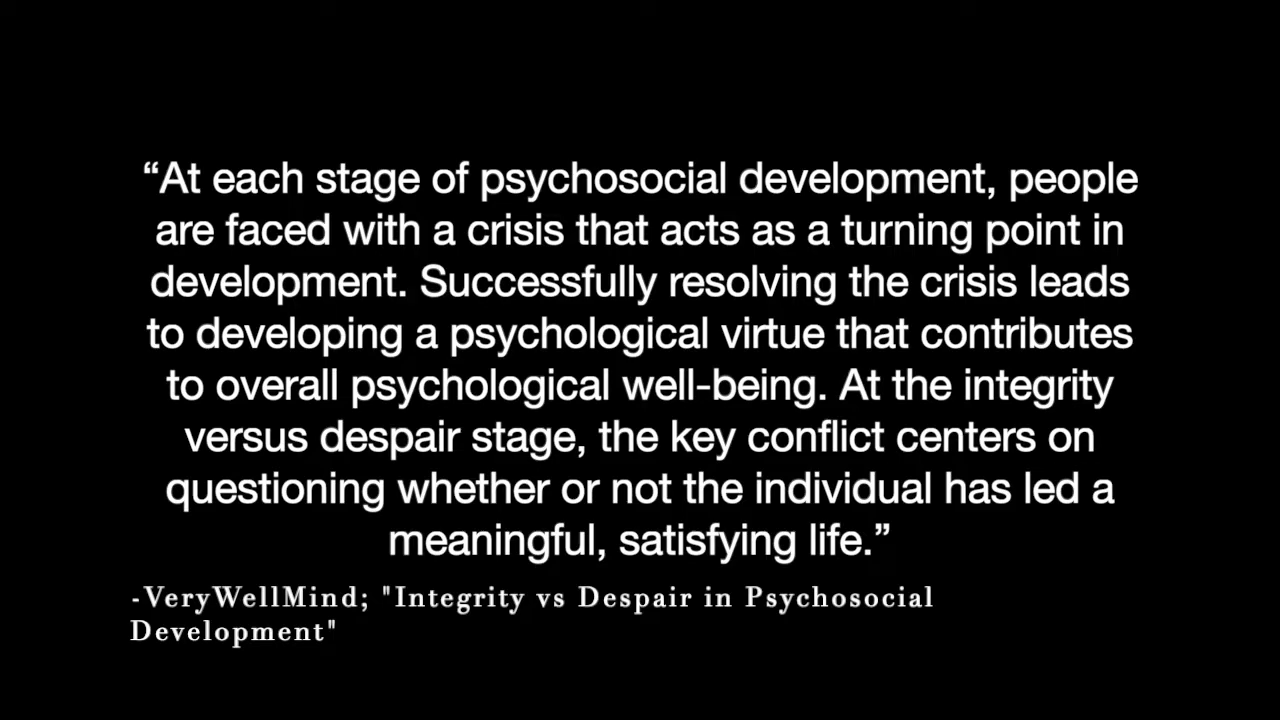 “At each stage of psychosocial development, people
are faced with a crisis that acts as a turning point in
development. Successfully resolving the crisis leads
to developing a psychological virtue that contributes
to overall psychological well-being. At the integrity
versus despair stage, the key conflict centers on
questioning whether or not the individual has led a
meaningful, satisfying life.”
-VeryWellMind; "Integrity vs Despair in Psychosocial
Development"